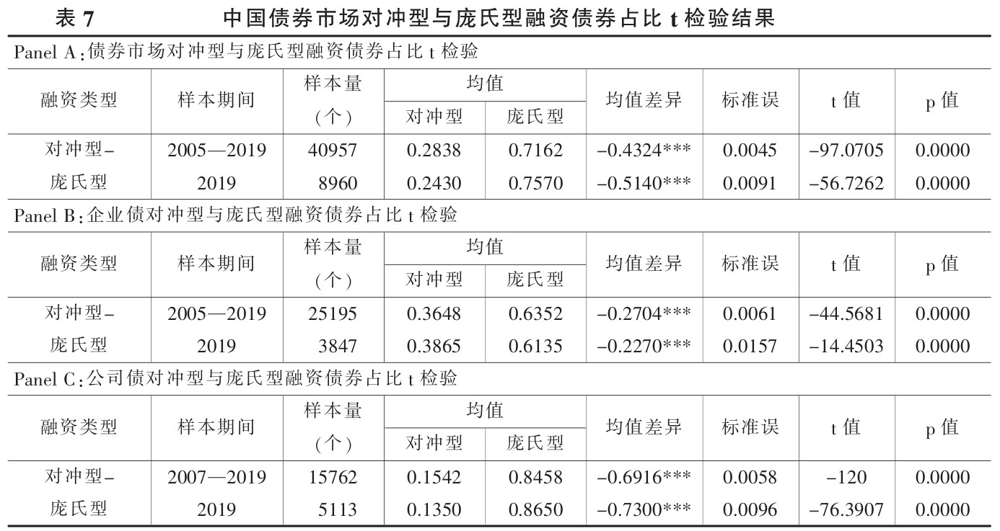 表 7 中国债券市场对冲型与庞氏型融资债券占比 t 检验结果
Panel A:债券市场对冲型与庞氏型融资债券占比 t 检验
融资类型 样本期间 样本量(个) 均值 均值差异 标准误 t 值 p 值
对冲型 庞氏型
对冲型- 2005—2019 40957 0.2838 0.7162 -0.4324*** 0.0045 -97.0705 0.0000
庞氏型 2019 8960 0.2430 0.7570 -0.5140*** 0.0091 -56.7262 0.0000
Panel B:企业债对冲型与庞氏型融资债券占比 t 检验
融资类型 样本期间 样本量(个) 均值 均值差异 标准误 t 值 p 值
对冲型 庞氏型
对冲型- 2005—2019 25195 0.3648 0.6352 -0.2704*** 0.0061 -44.5681 0.0000
庞氏型 2019 3847 0.3865 0.6135 -0.2270*** 0.0157 -14.4503 0.0000
Panel C:公司债对冲型与庞氏型融资债券占比 t 检验
融资类型 样本期间 样本量(个) 均值 均值差异 标准误 t 值 p 值
对冲型 庞氏型
对冲型- 2007—2019 15762 0.1542 0.8458 -0.6916*** 0.0058 -120 0.0000
庞氏型 2019 5113 0.1350 0.8650 -0.7300*** 0.0096 -76.3907 0.0000